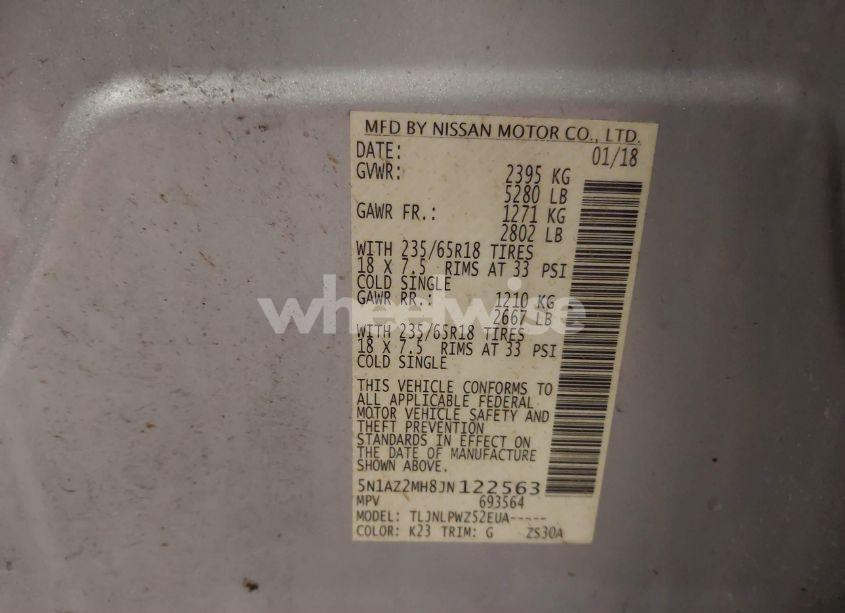 MFD BY NISSAN MOTOR CO., LTD.
DATE: 01/18
GVWR: 2395 KG
5280 LB
GAWR FR.: 1271 KG
2802 LB
WITH 235/65R18 TIRES
18 X 7.5 RIMS AT 33 PSI
COLD SINGLE
GAWR RR.: 1210 KG
2667 LB
wheelwise
WITH 235/65R18 TIRES
18 X 7.5 RIMS AT 33 PSI
COLD SINGLE
THIS VEHICLE CONFORMS TO
ALL APPLICABLE FEDERAL
MOTOR VEHICLE SAFETY AND
THEFT PREVENTION
STANDARDS IN EFFECT ON
THE DATE OF MANUFACTURE
SHOWN ABOVE.
5N1AZ2MH8JN122563
MPV 693564
MODEL: TLJNLPWZ52EUA-----
COLOR: K23 TRIM: G ZS30A